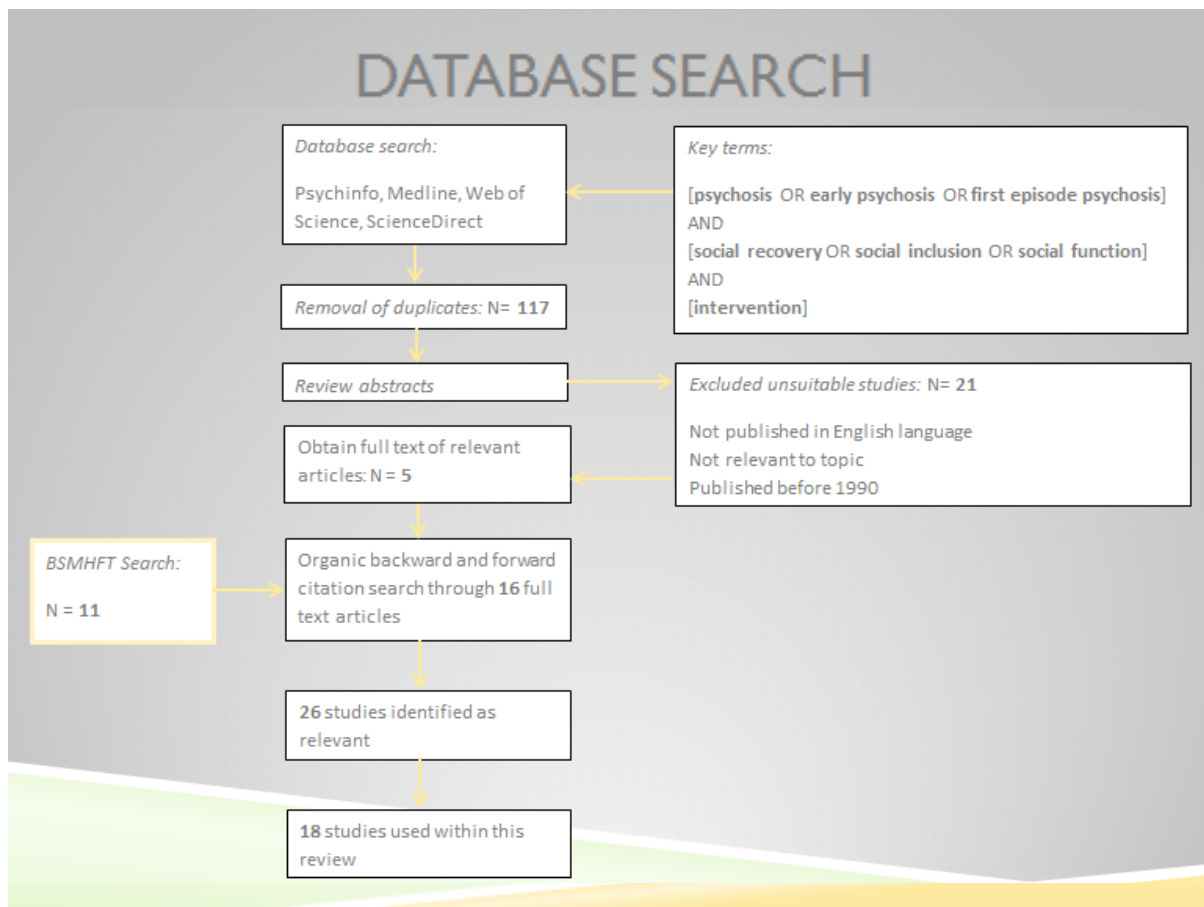 DATABASE SEARCH
Database search:
Psychinfo, Medline, Web of
Science, ScienceDirect
Key terms:
[psychosis OR early psychosis OR first episode psychosis]
AND
[social recovery OR social inclusion OR social function]
AND
[intervention]
Removal of duplicates: N= 117
Review abstracts
Excluded unsuitable studies: N= 21
Not published in English language
Not relevant to topic
Published before 1990
Obtain full text of relevant
articles: N = 5
BSMHFT Search:
N = 11
Organic backward and forward
citation search through 16 full
text articles
26 studies identified as
relevant
18 studies used within this
review